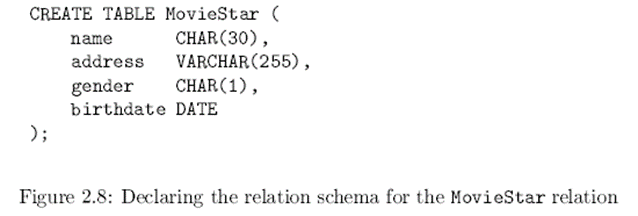 CREATE TABLE MovieStar (
name CHAR(30),
address VARCHAR(255),
gender CHAR(1),
birthdate DATE
);
Figure 2.8: Declaring the relation schema for the MovieStar relation